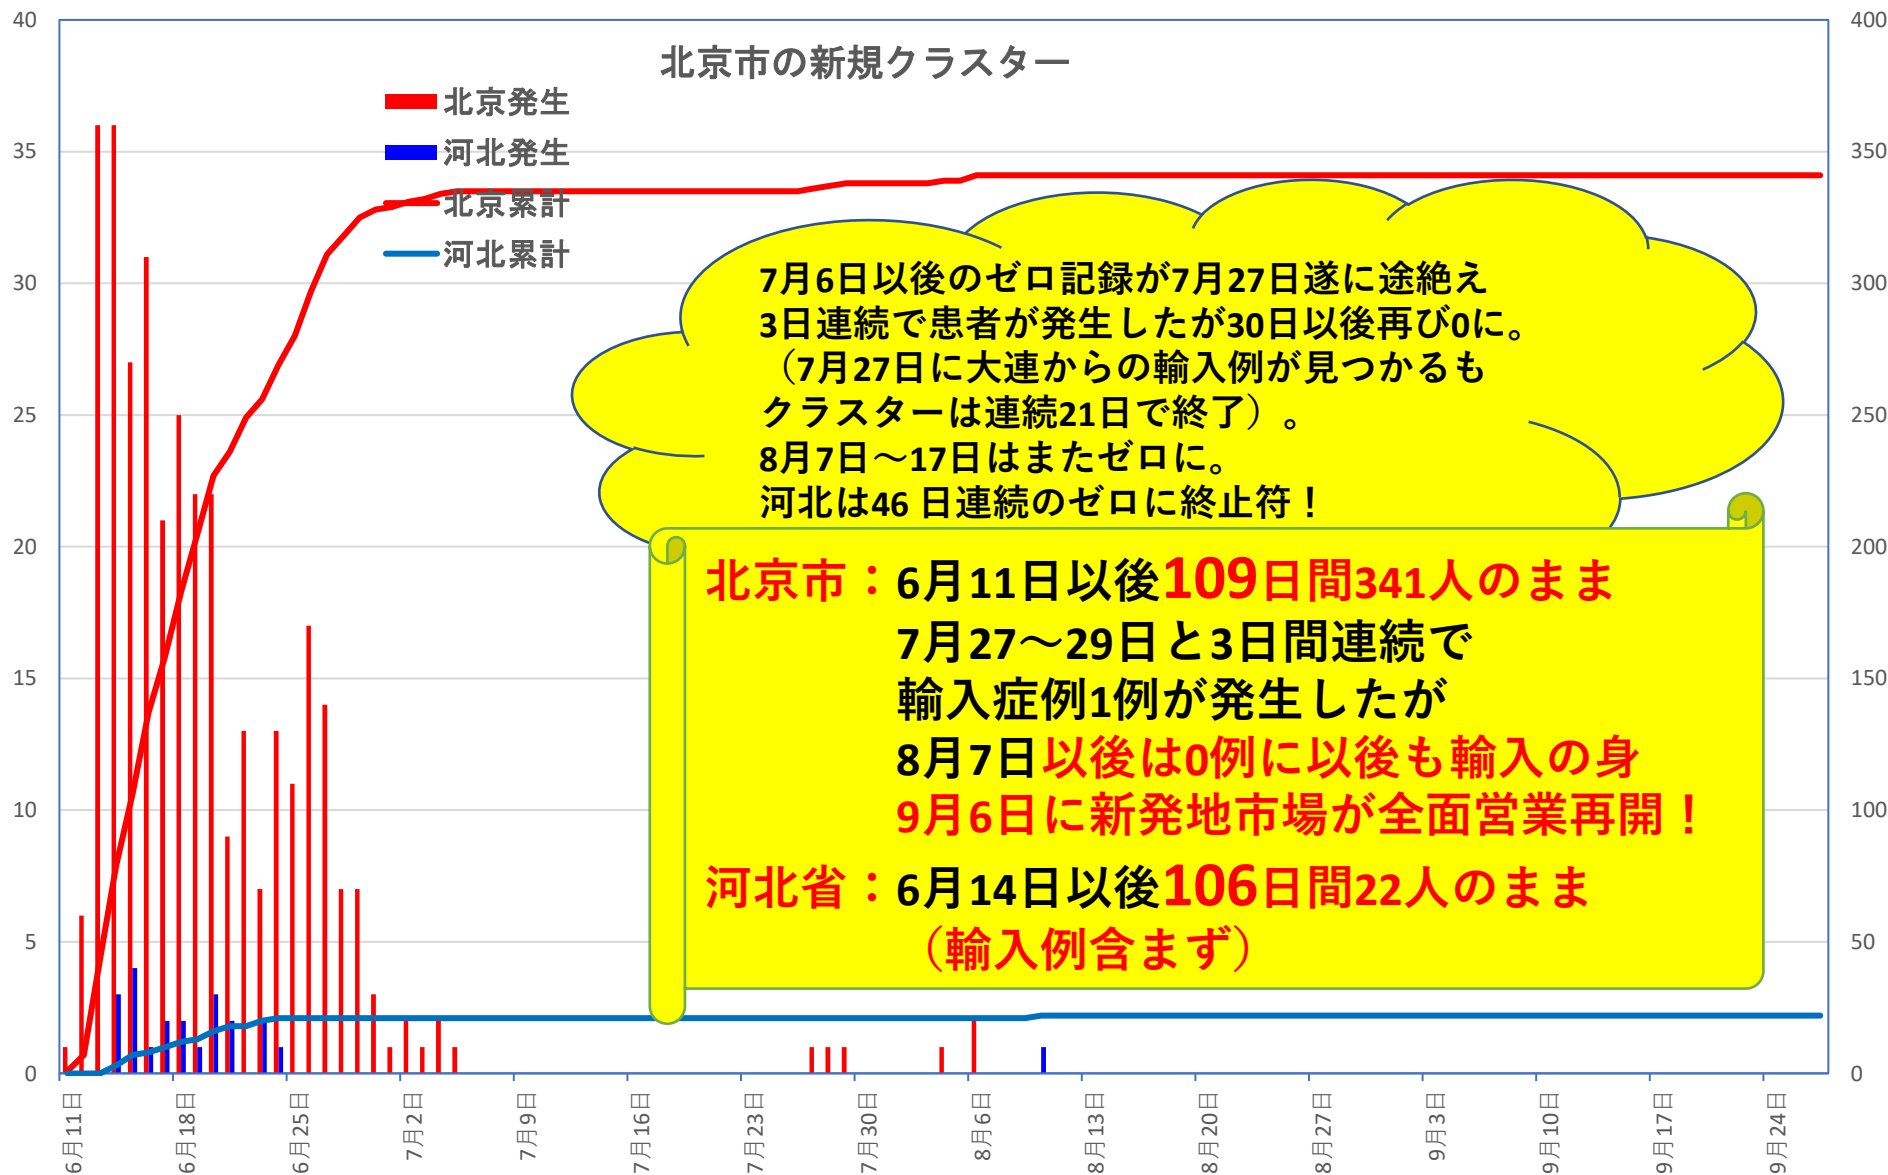 北京市の新規クラスター
北京発生
河北発生
北京累計
河北累計
40
35
30
25
20
15
10
5
0
400
350
300
250
200
150
100
50
0
7月6日以後のゼロ記録が7月27日遂に途絶え
3日連続で患者が発生したが30日以後再び0に。
（7月27日に大連からの輸入例が見つかるも
クラスターは連続21日で終了）。
8月7日～17日はまたゼロに。
河北は46 日連続のゼロに終止符！
北京市：6月11日以後109日間341人のまま
7月27～29日と3日間連続で
輸入症例1例が発生したが
8月7日以後は0例に以後も輸入の身
9月6日に新発地市場が全面営業再開！
河北省：6月14日以後106日間22人のまま
（輸入例含まず）
6月11日
6月18日
6月25日
7月2日
7月9日
7月16日
7月23日
7月30日
8月6日
8月13日
8月20日
8月27日
9月3日
9月10日
9月17日
9月24日